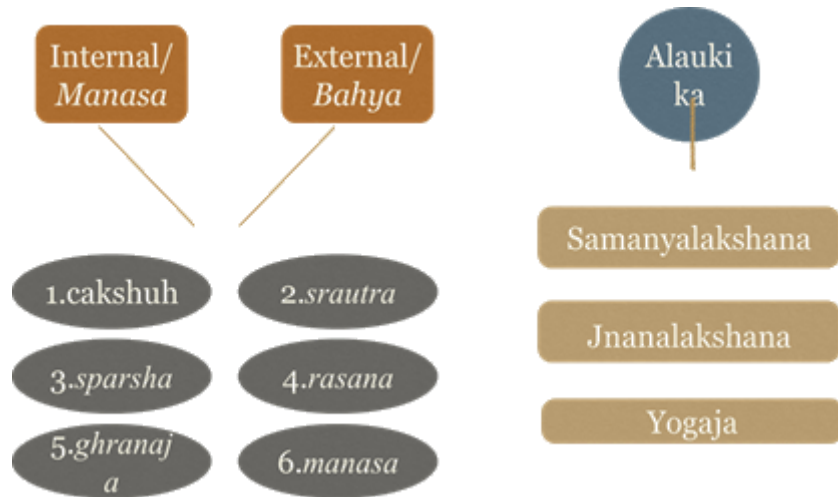 Internal/
Manasa
External/
Bahya
Alauki
ka
1.cakshuh
2.srautra
3.sparsha
4.rasana
5.ghranaj
a
6.manasa
Samanyalakshana
Jnanalakshana
Yogaja